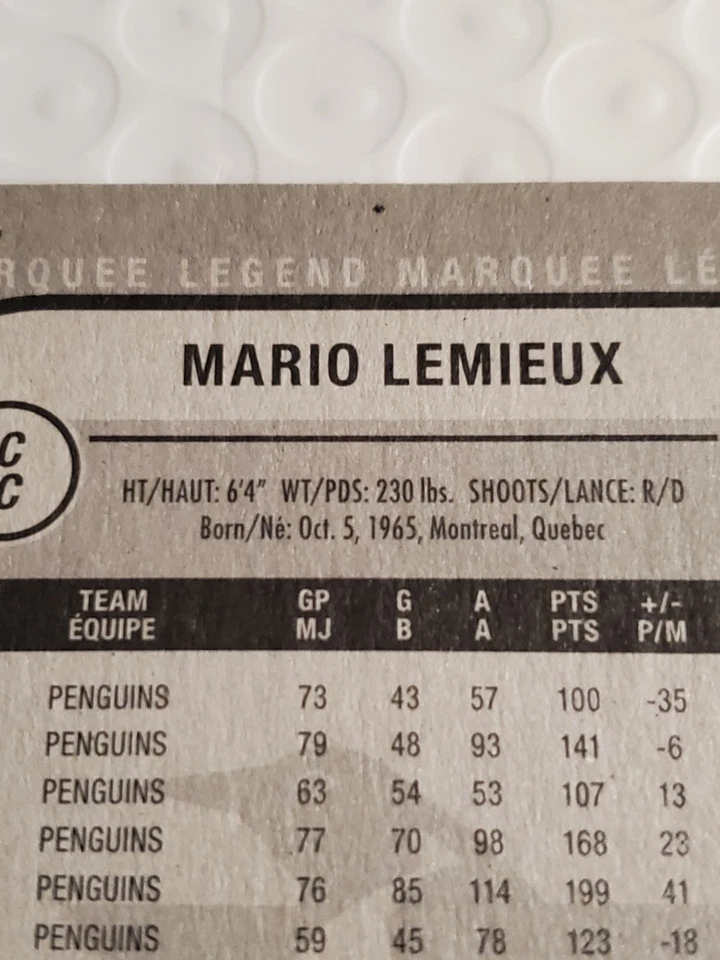 RQUEE LEGEND MARQUEE LÉ
MARIO LEMIEUX
C
C
HT/HAUT: 6'4" WT/PDS: 230 lbs. SHOOTS/LANCE: R/D
Born/Né: Oct. 5, 1965, Montreal, Quebec
TEAM GP G A PTS +/-
ÉQUIPE MJ B A PTS P/M
PENGUINS 73 43 57 100 -35
PENGUINS 79 48 93 141 -6
PENGUINS 63 54 53 107 13
PENGUINS 77 70 98 168 23
PENGUINS 76 85 114 199 41
PENGUINS 59 45 78 123 -18